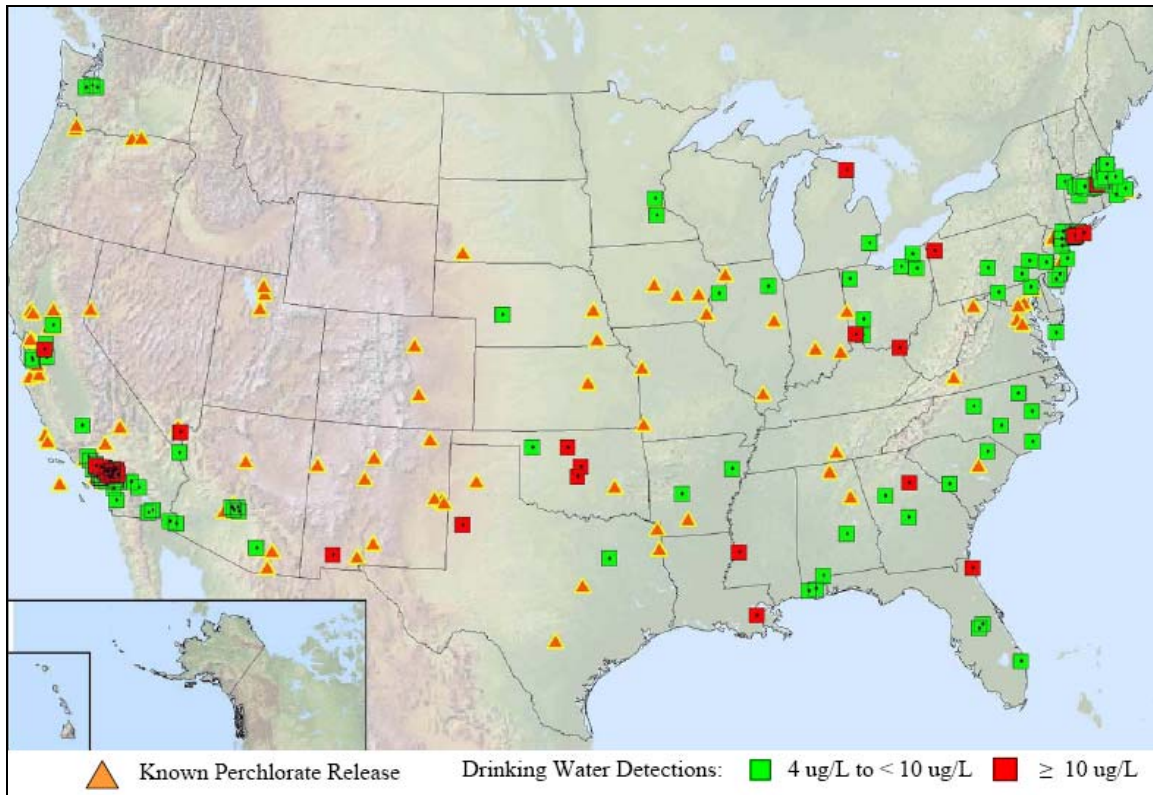 Known Perchlorate Release Drinking Water Detections: 4 ug/L to < 10 ug/L ≥ 10 ug/L